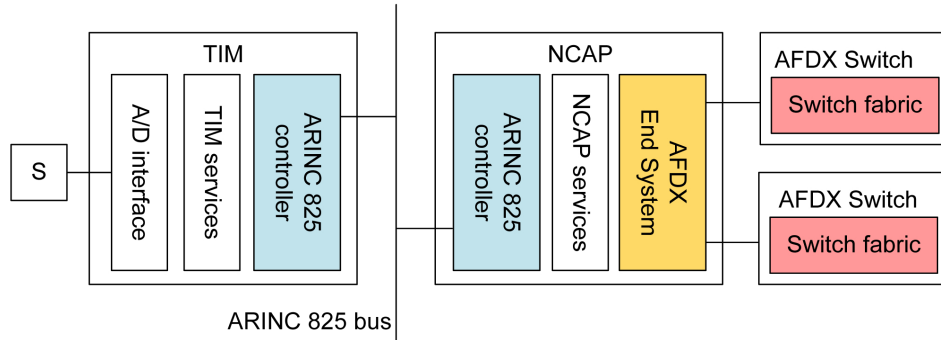 TIM
NCAP
AFDX Switch
Switch fabric
S
A/D interface
TIM services
ARINC 825
controller
ARINC 825
controller
NCAP services
AFDX
End System
AFDX Switch
Switch fabric
ARINC 825 bus